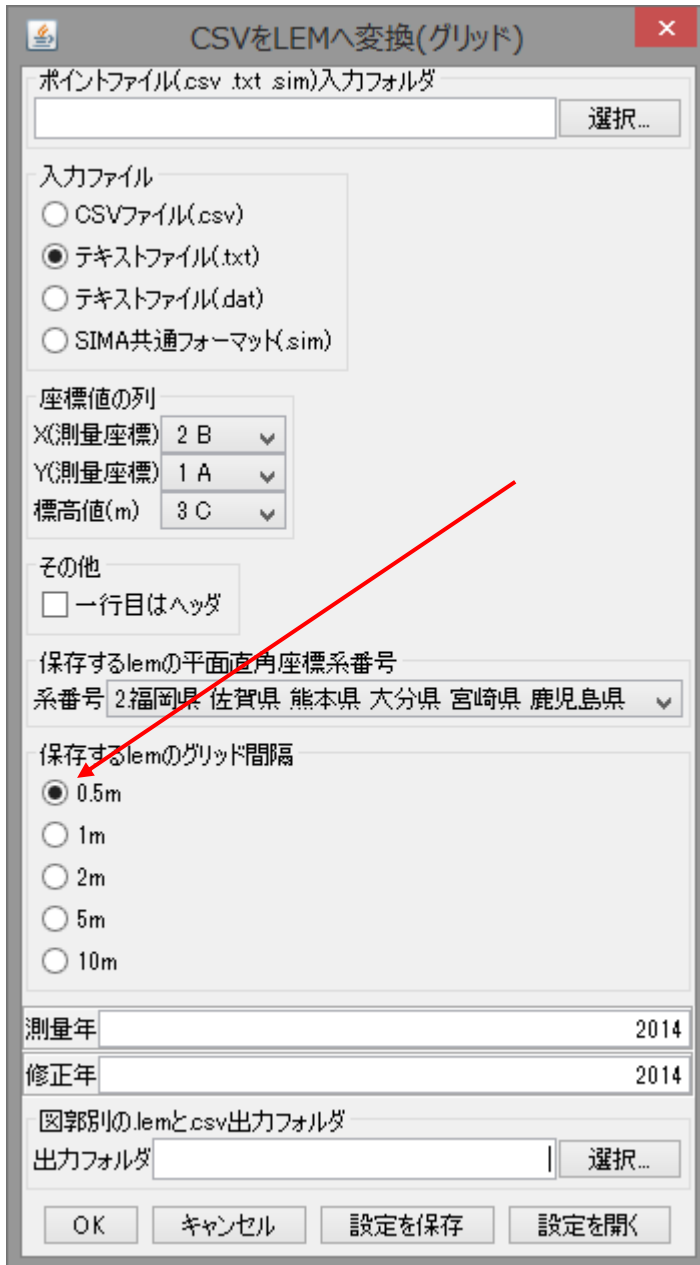 CSVをLEMへ変換(グリッド)
ポイントファイル(.csv .txt .sim)入力フォルダ
選択...
入力ファイル
CSVファイル(.csv)
テキストファイル(.txt)
テキストファイル(.dat)
SIMA共通フォーマット(.sim)
座標値の列
X(測量座標) 2 B
Y(測量座標) 1 A
標高値(m) 3 C
その他
一行目はヘッダ
保存するlemの平面直角座標系番号
系番号 2.福岡県 佐賀県 熊本県 大分県 宮崎県 鹿児島県
保存するlemのグリッド間隔
0.5m
1m
2m
5m
10m
測量年 2014
修正年 2014
図郭別の.lemと.csv出力フォルダ
出力フォルダ 選択...
OK キャンセル 設定を保存 設定を開く